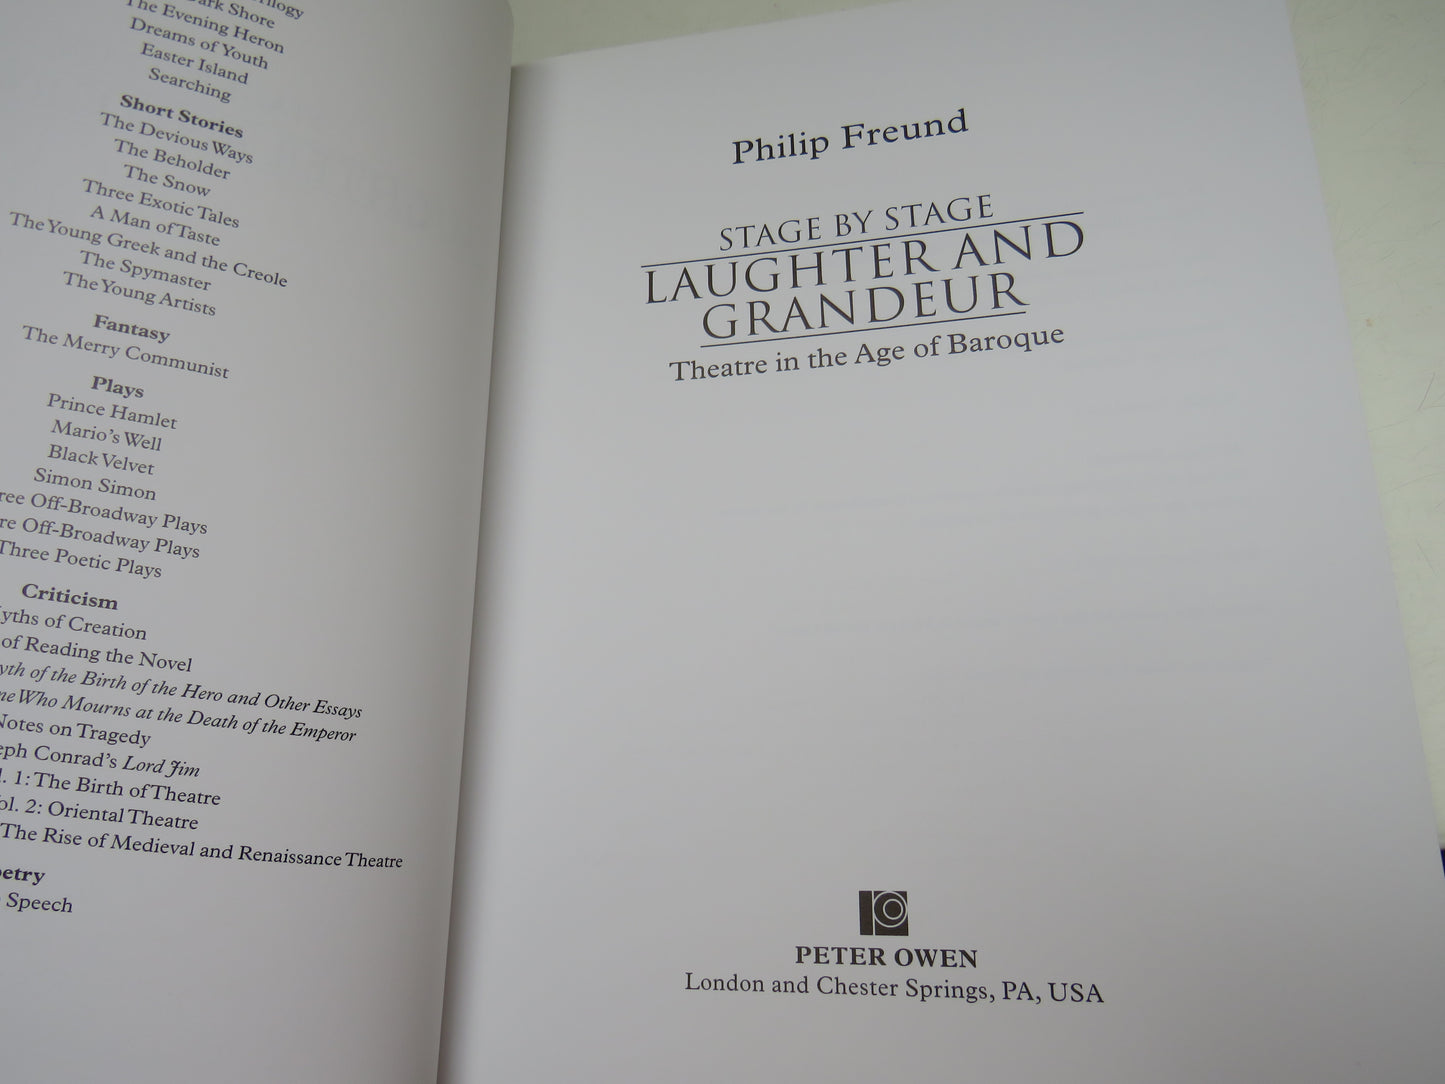 Dark Shore
The Evening Heron
Dreams of Youth
Easter Island
Searching
Short Stories
The Devious Ways
The Beholder
The Snow
Three Exotic Tales
A Man of Taste
The Young Greek and the Creole
The Spymaster
The Young Artists
Fantasy
The Merry Communist
Plays
Prince Hamlet
Mario's Well
Black Velvet
Simon Simon
Off-Broadway Plays
Off-Broadway Plays
Three Poetic Plays
Criticism
of Creation
of Reading the Novel
of the Birth of the Hero and Other Essays
Who Mourns at the Death of the Emperor
Notes on Tragedy
Conrad's Lord Jim
1: The Birth of Theatre
Vol. 2: Oriental Theatre
The Rise of Medieval and Renaissance Theatre
Speech
Philip Freund
STAGE BY STAGE
LAUGHTER AND
GRANDEUR
Theatre in the Age of Baroque
PETER OWEN
London and Chester Springs, PA, USA